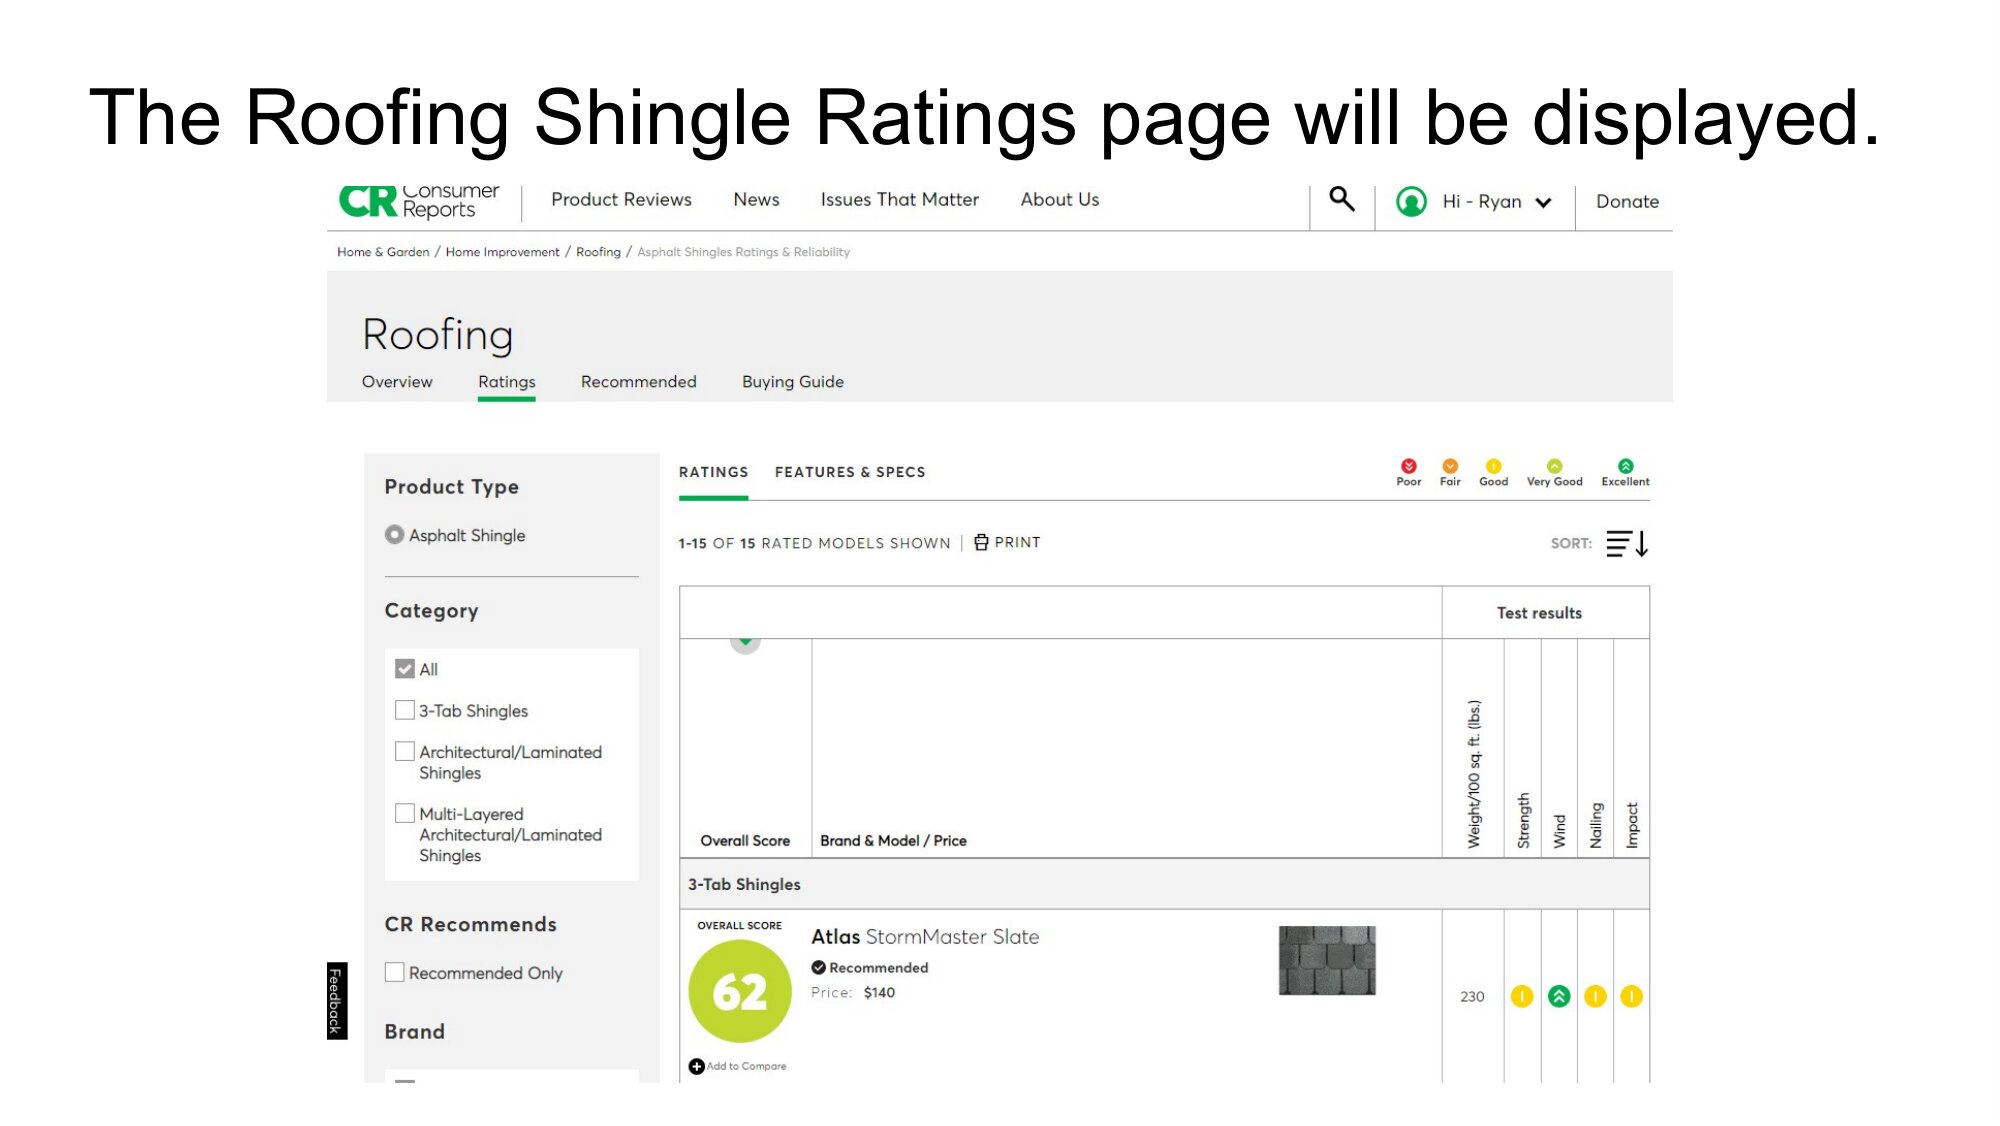 The Roofing Shingle Ratings page will be displayed.
CR Consumer Reports
Product Reviews News Issues That Matter About Us Hi - Ryan Donate
Home & Garden / Home Improvement / Roofing / Asphalt Shingles Ratings & Reliability
Roofing
Overview Ratings Recommended Buying Guide
Product Type
Asphalt Shingle
Category
All
3-Tab Shingles
Architectural/Laminated
Shingles
Multi-Layered
Architectural/Laminated
Shingles
CR Recommends
Recommended Only
Brand
Feedback
RATINGS FEATURES & SPECS
Poor Fair Good Very Good Excellent
1-15 OF 15 RATED MODELS SHOWN | PRINT
SORT:
Test results
Overall Score Brand & Model / Price
Weight/100 sq. ft. (lbs.)
Strength
Wind
Nailing
Impact
3-Tab Shingles
OVERALL SCORE
62
Add to Compare
Atlas StormMaster Slate
Recommended
Price: $140
230